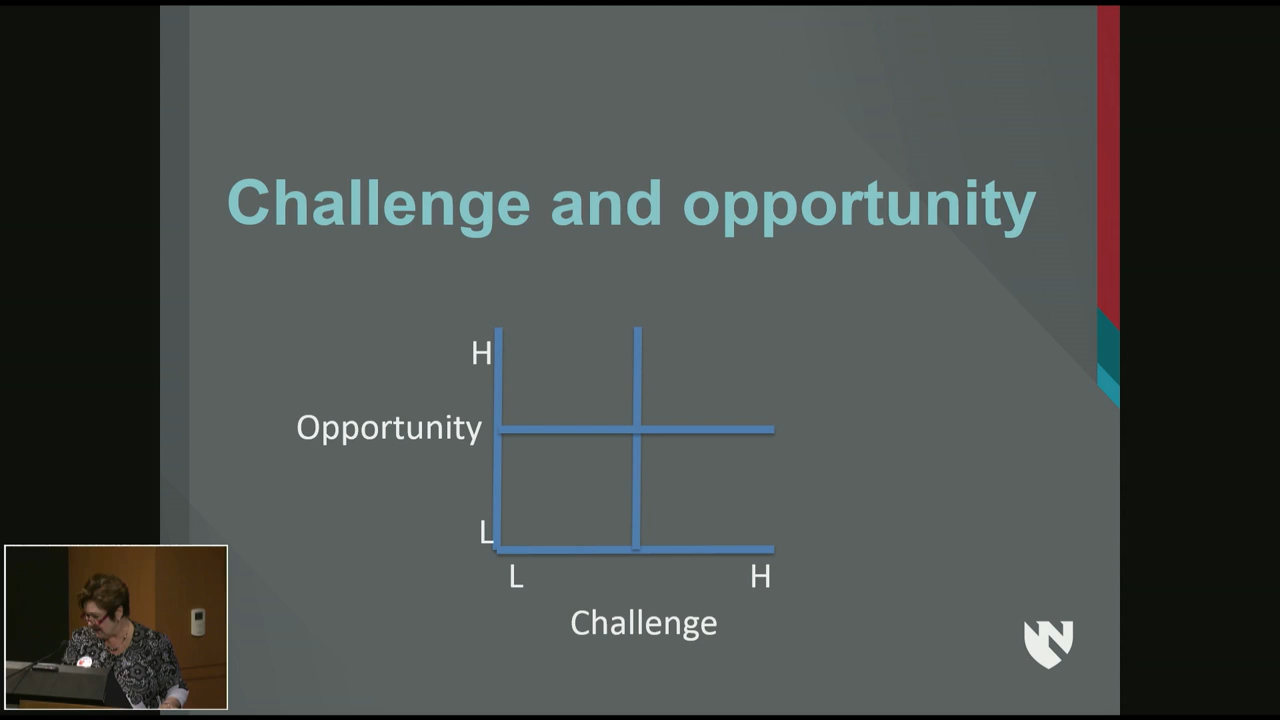 Challenge and opportunity
H
Opportunity
L
L H
Challenge
N